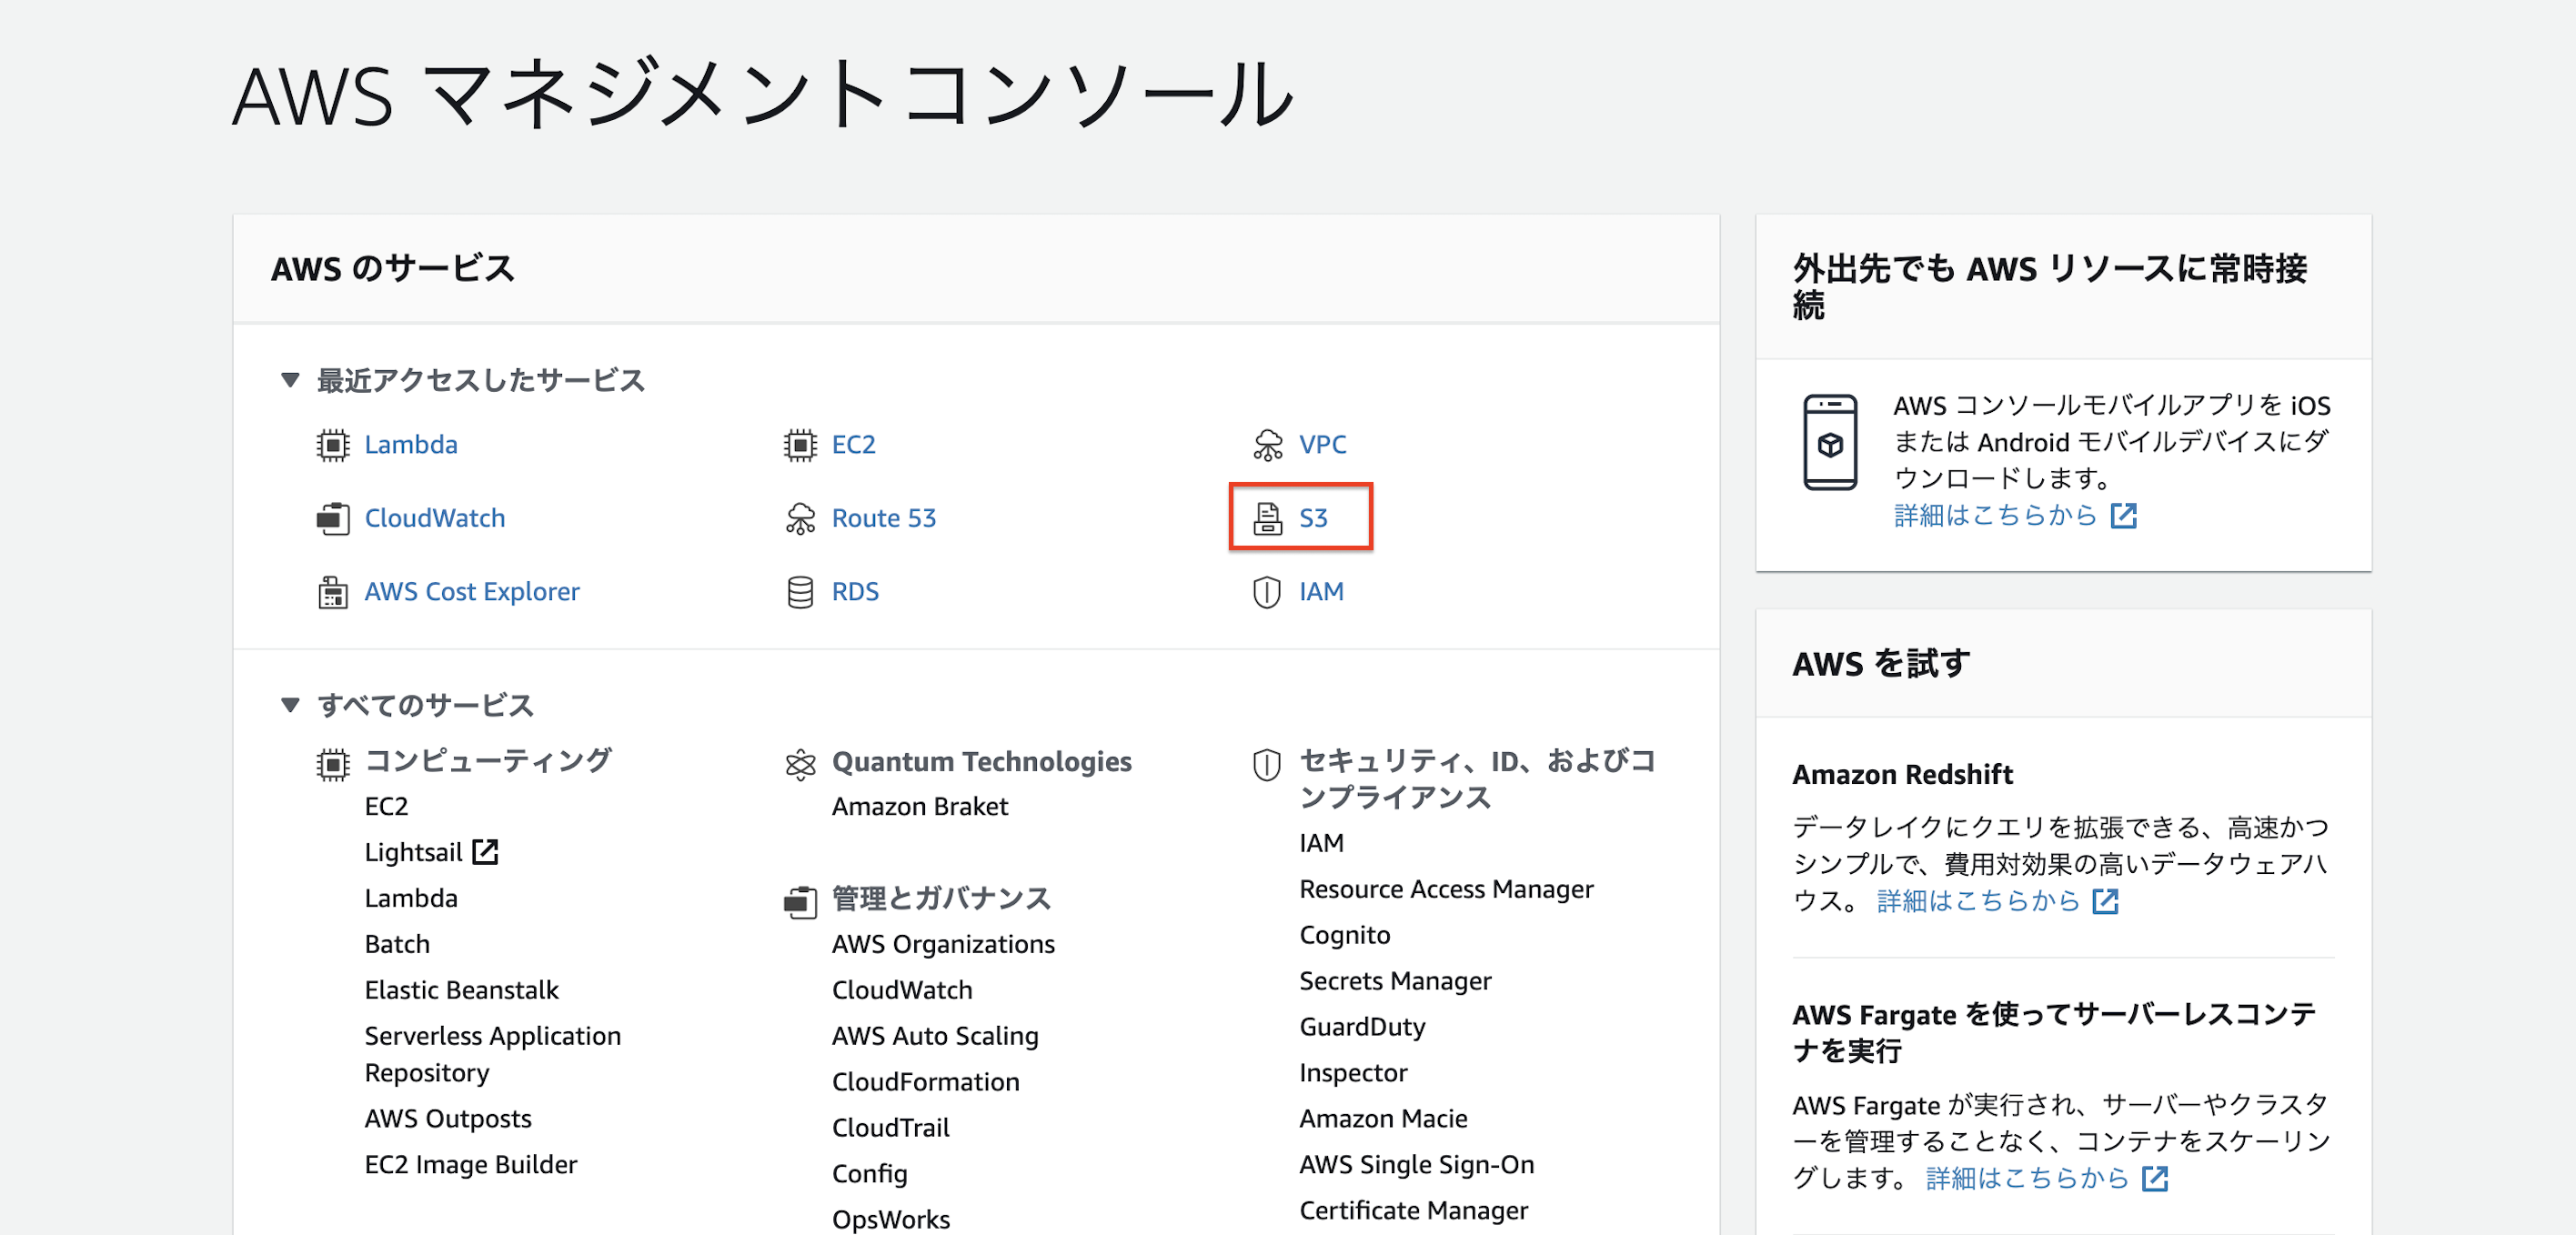 AWS マネジメントコンソール
AWS のサービス
最近アクセスしたサービス
Lambda
EC2
VPC
CloudWatch
Route 53
S3
AWS Cost Explorer
RDS
IAM
すべてのサービス
コンピューティング
EC2
Lightsail
Lambda
Batch
Elastic Beanstalk
Serverless Application
Repository
AWS Outposts
EC2 Image Builder
Quantum Technologies
Amazon Braket
管理とガバナンス
AWS Organizations
CloudWatch
AWS Auto Scaling
CloudFormation
CloudTrail
Config
OpsWorks
セキュリティ、ID、およびコ
ンプライアンス
IAM
Resource Access Manager
Cognito
Secrets Manager
GuardDuty
Inspector
Amazon Macie
AWS Single Sign-On
Certificate Manager
外出先でも AWS リソースに常時接
続
AWS コンソールモバイルアプリを iOS
または Android モバイルデバイスにダ
ウンロードします。
詳細はこちらから
AWS を試す
Amazon Redshift
データレイクにクエリを拡張できる、高速かつ
シンプルで、費用対効果の高いデータウェアハ
ウス。 詳細はこちらから
AWS Fargate を使ってサーバーレスコンテ
ナを実行
AWS Fargate が実行され、サーバーやクラスタ
ーを管理することなく、コンテナをスケーリン
グします。 詳細はこちらから